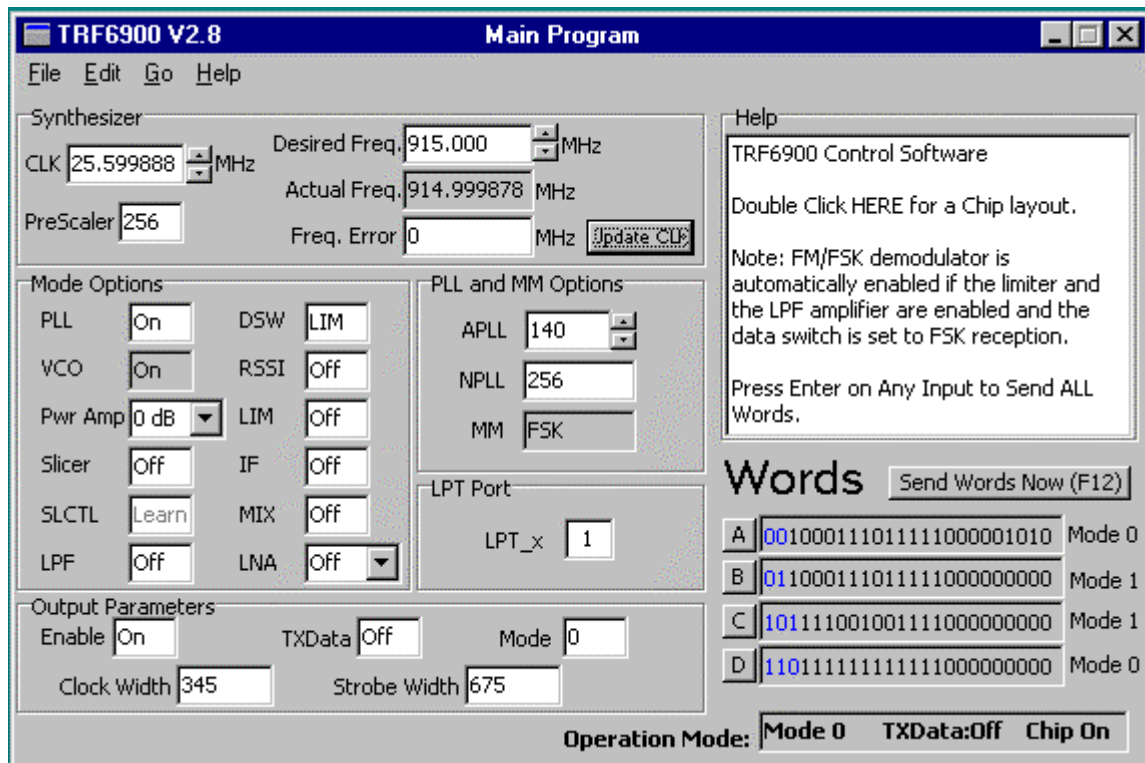 TRF6900 V2.8 Main Program
File Edit Go Help
Synthesizer
CLK 25.599888 MHz
Desired Freq. 915.000 MHz
Actual Freq. 914.999878 MHz
PreScaler 256
Freq. Error 0 MHz Update CLK
Mode Options
PLL On DSW LIM
VCO On RSSI Off
Pwr Amp 0 dB LIM Off
Slicer Off IF Off
SLCTL Learn MIX Off
LPF Off LNA Off
PLL and MM Options
APLL 140
NPLL 256
MM FSK
LPT Port
LPT_x 1
Output Parameters
Enable On TXData Off Mode 0
Clock Width 345 Strobe Width 675
Help
TRF6900 Control Software
Double Click HERE for a Chip layout.
Note: FM/FSK demodulator is
automatically enabled if the limiter and
the LPF amplifier are enabled and the
data switch is set to FSK reception.
Press Enter on Any Input to Send ALL
Words.
Words Send Words Now (F12)
A 001000111011111000001010 Mode 0
B 011000111011111000000000 Mode 1
C 101111001001111000000000 Mode 1
D 110111111111111000000000 Mode 0
Operation Mode: Mode 0 TXData:Off Chip On